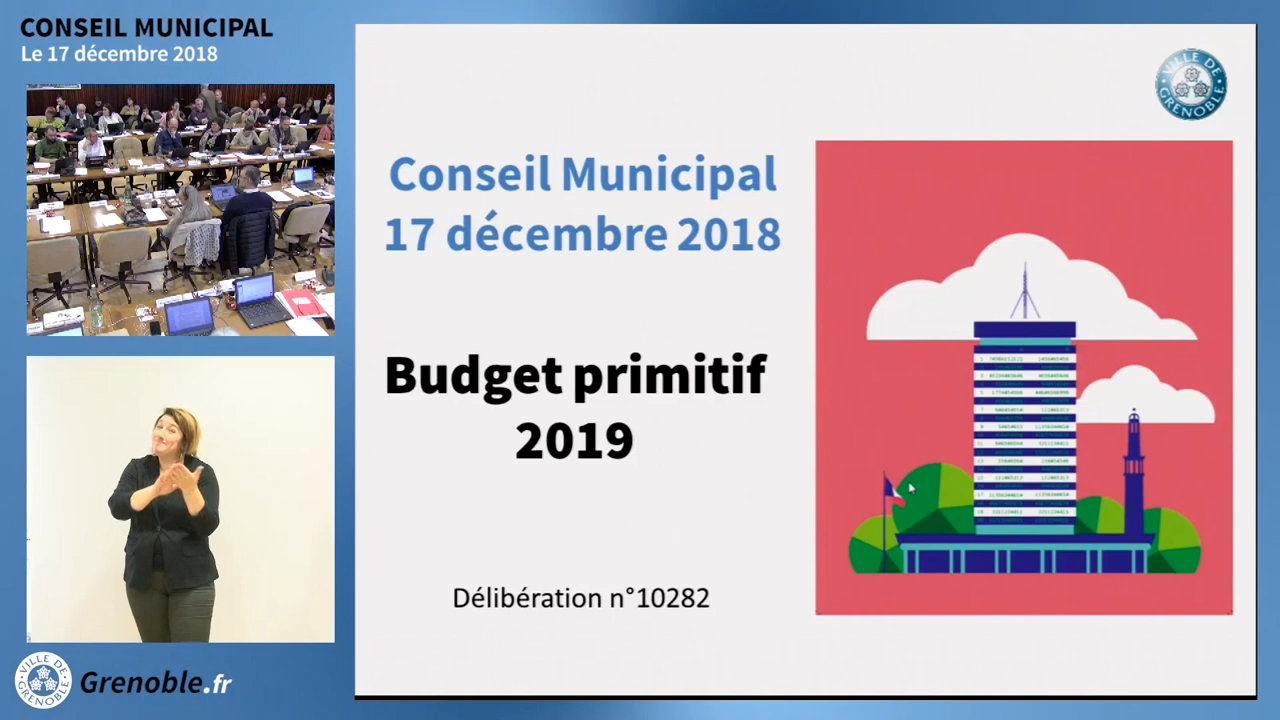 CONSEIL MUNICIPAL
Le 17 décembre 2018
VILLE DE
GRENOBLE
Conseil Municipal
17 décembre 2018
Budget primitif
2019
Délibération n°10282
VILLE DE
GRENOBLE
Grenoble.fr